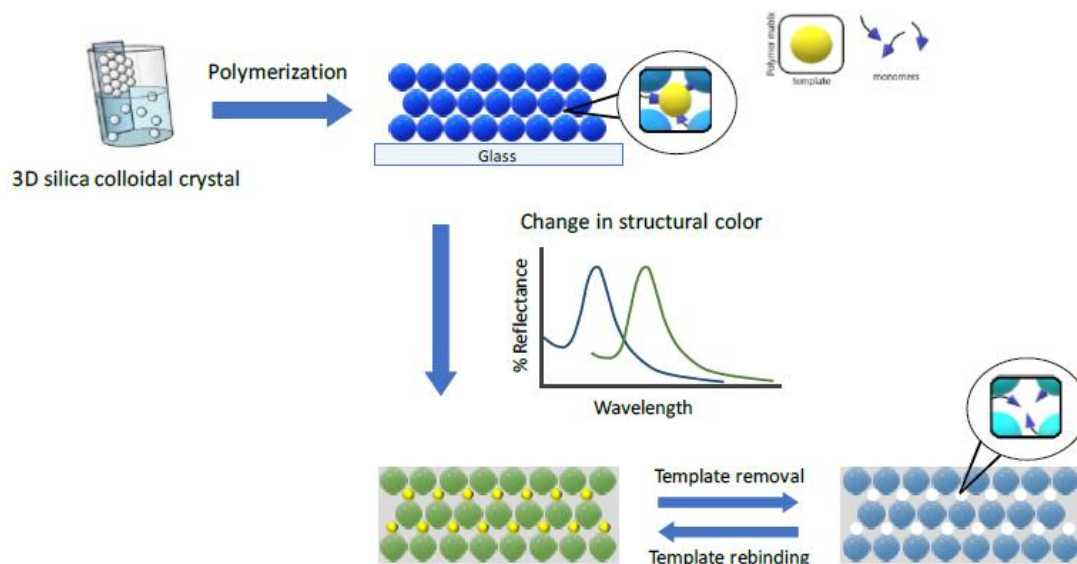 Polymerization
Polymer matrix
template
monomers
Glass
3D silica colloidal crystal
Change in structural color
% Reflectance
Wavelength
Template removal
Template rebinding